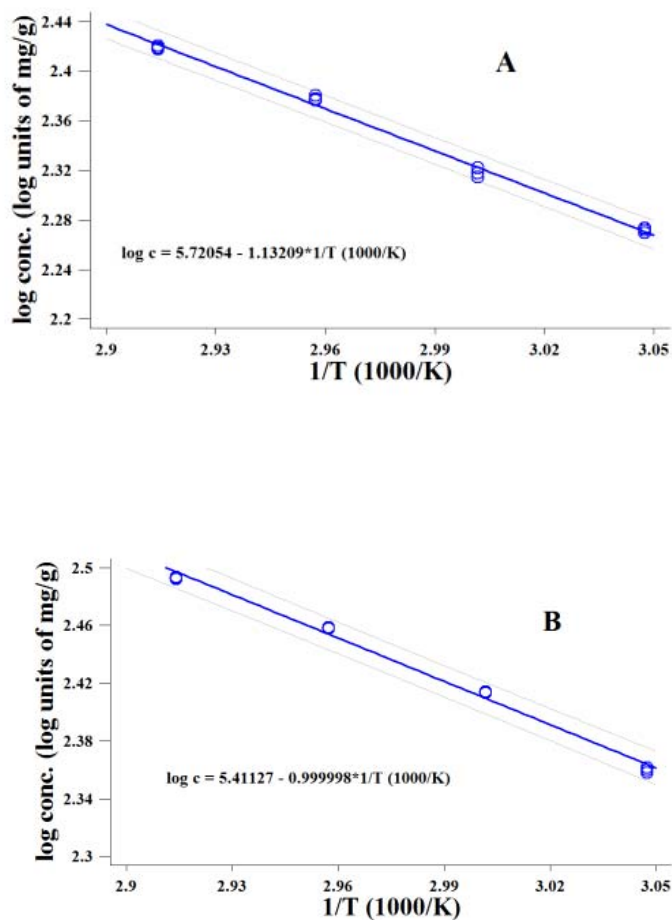 2.44
2.4
2.36
2.32
2.28
2.24
2.2
log conc. (log units of mg/g)
A
log c = 5.72054 - 1.13209*1/T (1000/K)
2.9 2.93 2.96 2.99 3.02 3.05
1/T (1000/K)
2.5
2.46
2.42
2.38
2.34
2.3
log conc. (log units of mg/g)
B
log c = 5.41127 - 0.999998*1/T (1000/K)
2.9 2.93 2.96 2.99 3.02 3.05
1/T (1000/K)